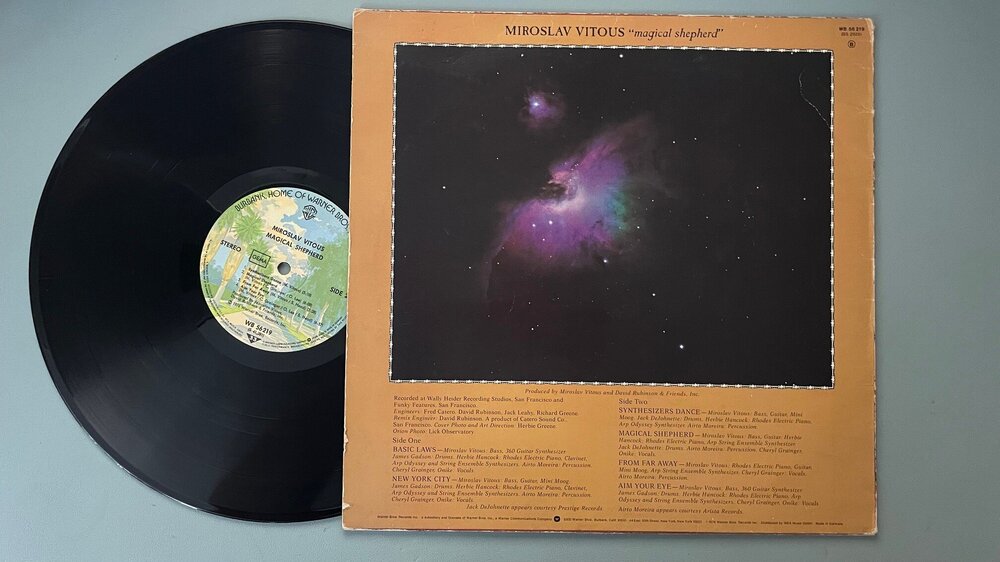 MIROSLAV VITOUS "magical shepherd"
WB 56 219
(BS 2925)
Produced by Miroslav Vitous and David Rubinson & Friends, Inc.
Recorded at Wally Heider Recording Studios, San Francisco and
Funky Features, San Francisco.
Engineers: Fred Catero, David Rubinson, Jack Leahy, Richard Greene.
Remix Engineer: David Rubinson. A product of Catero Sound Co.,
San Francisco. Cover Photo and Art Direction: Herbie Greene.
Orion Photo: Lick Observatory
Side One
BASIC LAWS—Miroslav Vitous: Bass, 360 Guitar Synthesizer
James Gadson: Drums. Herbie Hancock: Rhodes Electric Piano, Clavinet,
Arp Odyssey and String Ensemble Synthesizers. Airto Moreira: Percussion.
Cheryl Grainger, Onike: Vocals.
NEW YORK CITY—Miroslav Vitous: Bass, Guitar, Mini Moog
James Gadson: Drums. Herbie Hancock: Rhodes Electric Piano, Clavinet
Arp Odyssey and String Ensemble Synthesizers. Airto Moreira: Percussion.
Cheryl Grainger, Onike: Vocals.
Jack DeJohnette appears courtesy Prestige Records
Side Two
SYNTHESIZERS DANCE—Miroslav Vitous: Bass, Guitar, Mini
Moog. Jack DeJohnette: Drums. Herbie Hancock: Rhodes Electric Piano,
Arp Odyssey Synthesizer. Airto Moreira: Percussion.
MAGICAL SHEPHERD—Miroslav Vitous: Bass, Guitar. Herbie
Hancock: Rhodes Electric Piano, Arp String Ensemble Synthesizer
Jack DeJohnette: Drums. Airto Moreira: Percussion. Cheryl Grainger,
Onike: Vocals.
FROM FAR AWAY—Miroslav Vitous: Rhodes Electric Piano, Guitar,
Mini Moog, Arp String Ensemble Synthesizer. Cheryl Grainger: Vocals.
Airto Moreira: Percussion.
AIM YOUR EYE—Miroslav Vitous: Bass, 360 Guitar Synthesizer
James Gadson: Drums. Herbie Hancock: Rhodes Electric Piano, Arp
Odyssey and String Ensemble Synthesizers. Cheryl Grainger, Onike: Vocals
Airto Moreira appears courtesy Arista Records.
BURBANK, HOME OF WARNER BROS.
MIROSLAV VITOUS
MAGICAL SHEPHERD
STEREO
GEMA
SIDE
WB 56219